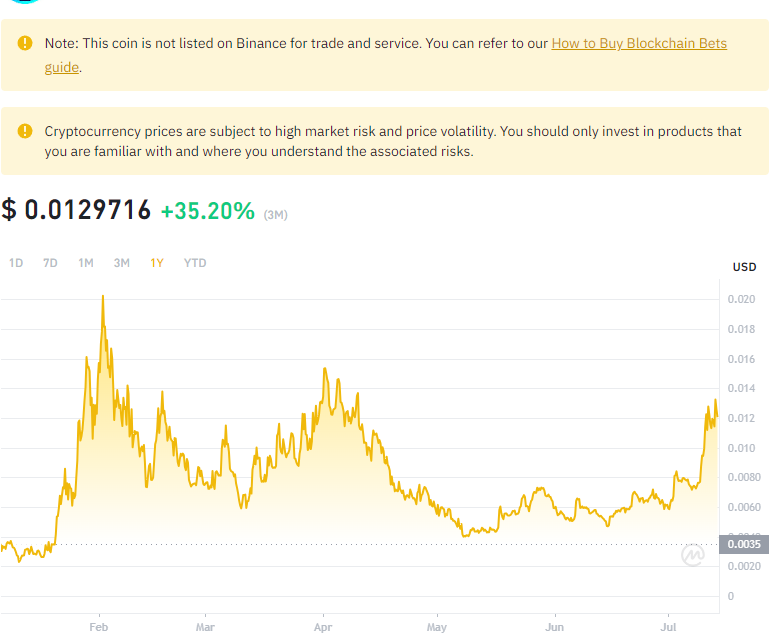 Note: This coin is not listed on Binance for trade and service. You can refer to our How to Buy Blockchain Bets
guide.
Cryptocurrency prices are subject to high market risk and price volatility. You should only invest in products that
you are familiar with and where you understand the associated risks.
$ 0.0129716 +35.20% (3M)
1D 7D 1M 3M 1Y YTD
USD
0.020
0.018
0.016
0.014
0.012
0.010
0.0080
0.0060
0.0035
0.0020
0
Feb Mar Apr May Jun Jul